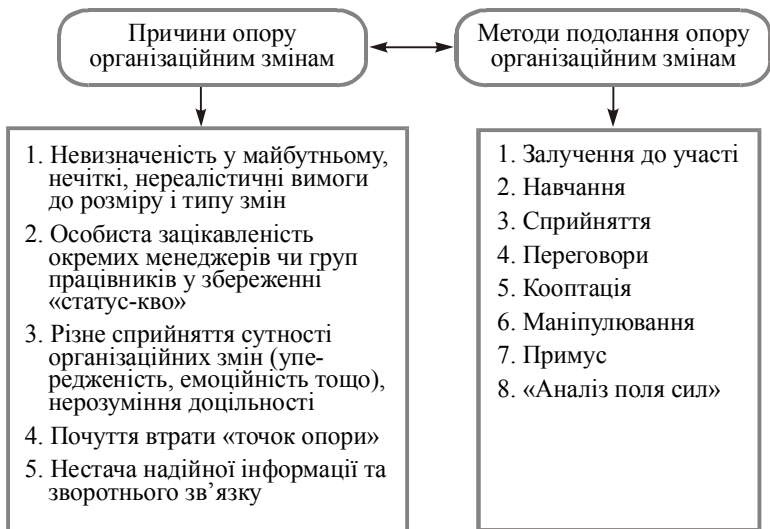 Причини опору
організаційним змінам
Методи подолання опору
організаційним змінам
1. Невизначеність у майбутньому,
нечіткі, нереалістичні вимоги
до розміру і типу змін
2. Особиста зацікавленість
окремих менеджерів чи груп
працівників у збереженні
«статус-кво»
3. Різне сприйняття сутності
організаційних змін (упе-
редженість, емоційність тощо),
нерозуміння доцільності
4. Почуття втрати «точок опори»
5. Нестача надійної інформації та
зворотнього зв’язку
1. Залучення до участі
2. Навчання
3. Сприйняття
4. Переговори
5. Кооптація
6. Маніпулювання
7. Примус
8. «Аналіз поля сил»